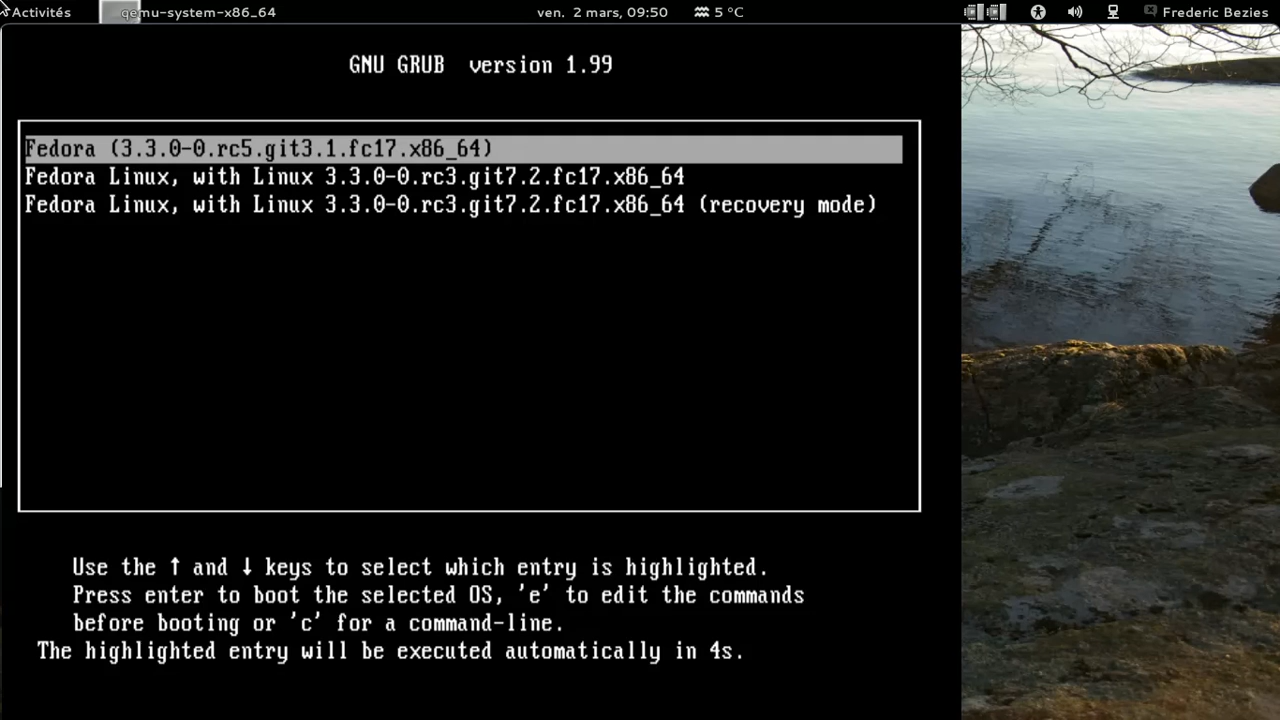 Activités qemu-system-x86_64 ven. 2 mars, 09:50 5 °C Frederic Bezies
GNU GRUB version 1.99
Fedora (3.3.0-0.rc5.git3.1.fc17.x86_64)
Fedora Linux, with Linux 3.3.0-0.rc3.git7.2.fc17.x86_64
Fedora Linux, with Linux 3.3.0-0.rc3.git7.2.fc17.x86_64 (recovery mode)
Use the ↑ and ↓ keys to select which entry is highlighted.
Press enter to boot the selected OS, 'e' to edit the commands
before booting or 'c' for a command-line.
The highlighted entry will be executed automatically in 4s.